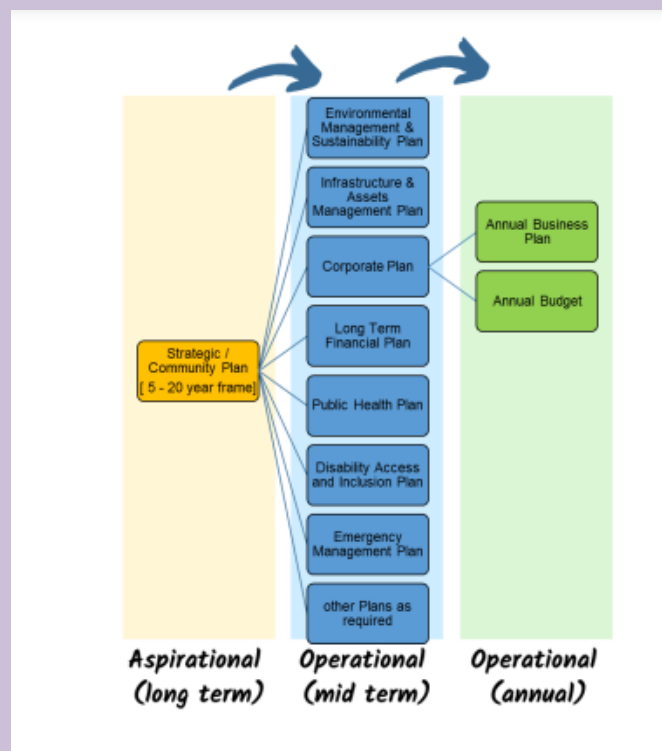 Environmental
Management &
Sustainability Plan
Infrastructure &
Assets
Management Plan
Corporate Plan
Long Term
Financial Plan
Public Health Plan
Disability Access
and Inclusion Plan
Emergency
Management Plan
other Plans as
required
Strategic /
Community Plan
[ 5 - 20 year frame]
Annual Business
Plan
Annual Budget
Aspirational
(long term)
Operational
(mid term)
Operational
(annual)